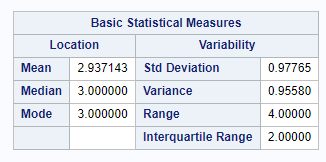 Basic Statistical Measures
Location Variability
Mean 2.937143 Std Deviation 0.97765
Median 3.000000 Variance 0.95580
Mode 3.000000 Range 4.00000
Interquartile Range 2.00000